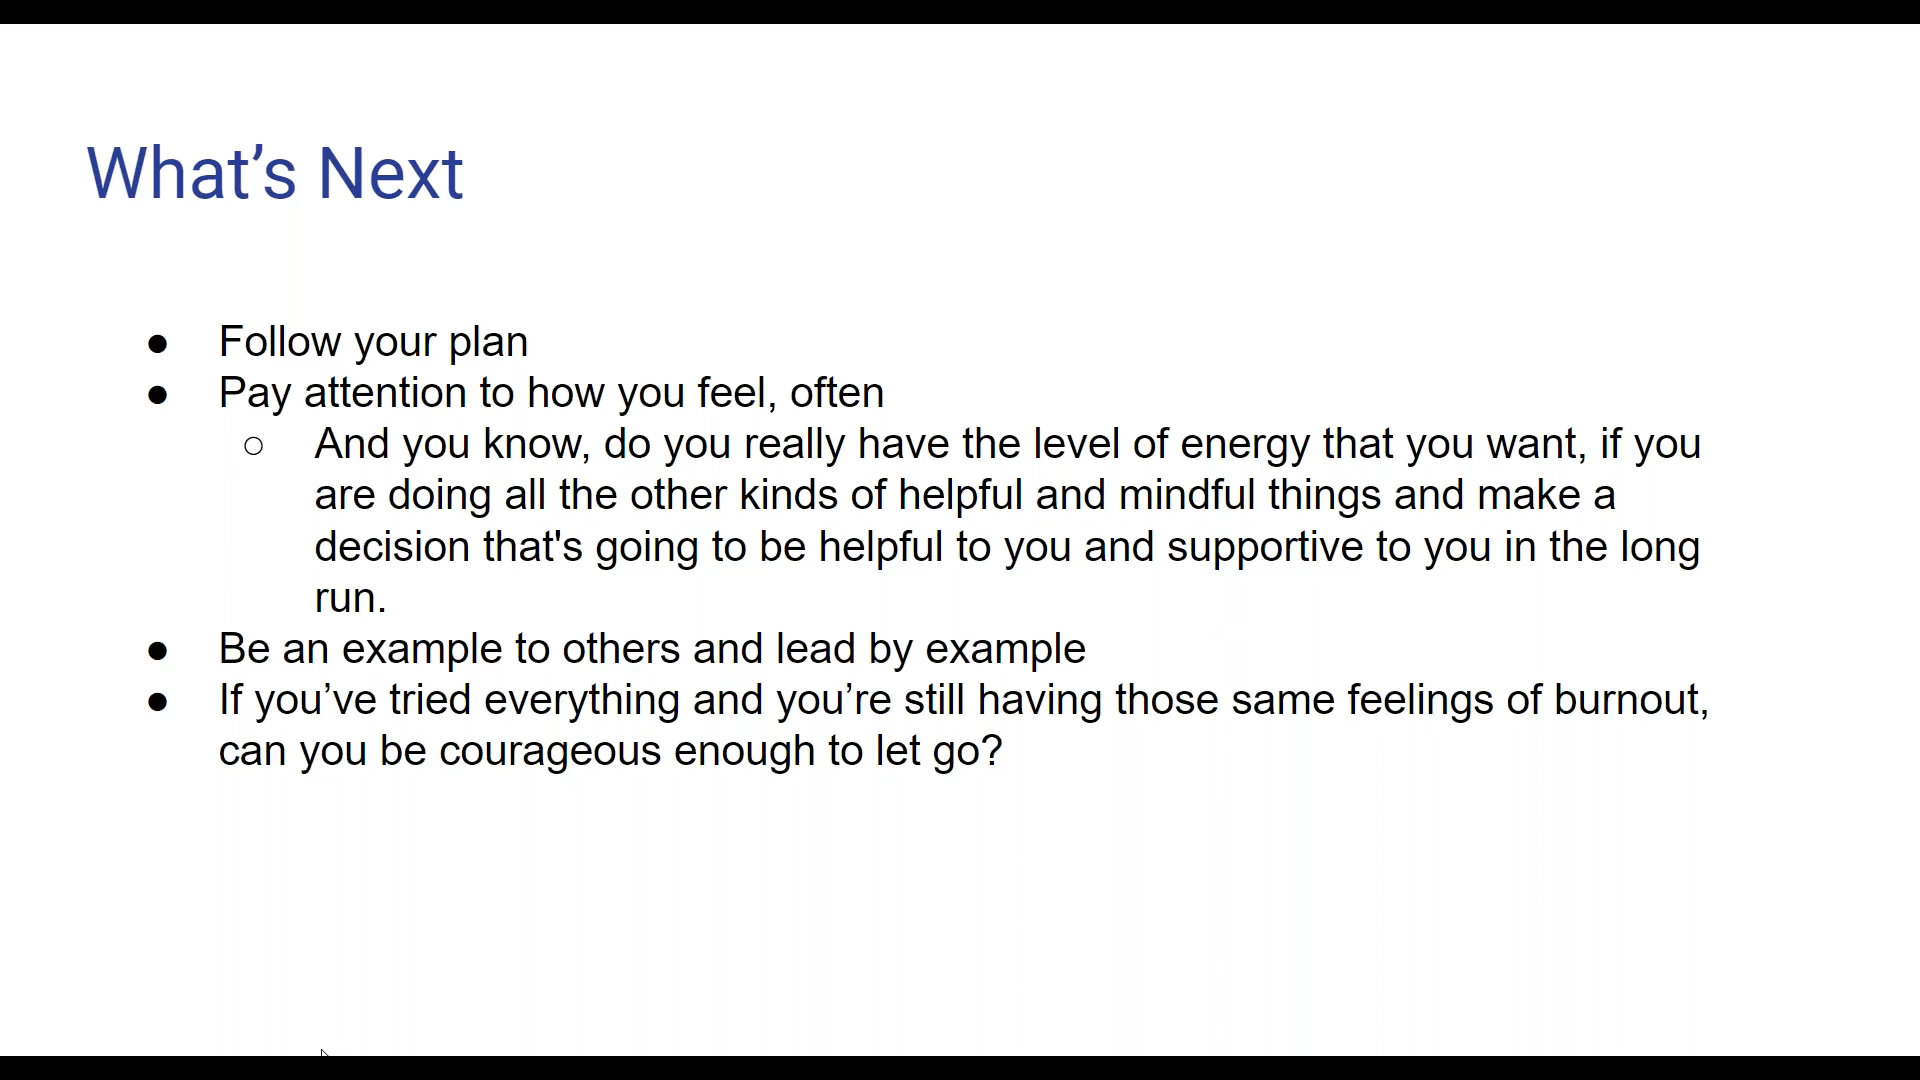 What’s Next
● Follow your plan
● Pay attention to how you feel, often
○ And you know, do you really have the level of energy that you want, if you
are doing all the other kinds of helpful and mindful things and make a
decision that's going to be helpful to you and supportive to you in the long
run.
● Be an example to others and lead by example
● If you’ve tried everything and you’re still having those same feelings of burnout,
can you be courageous enough to let go?